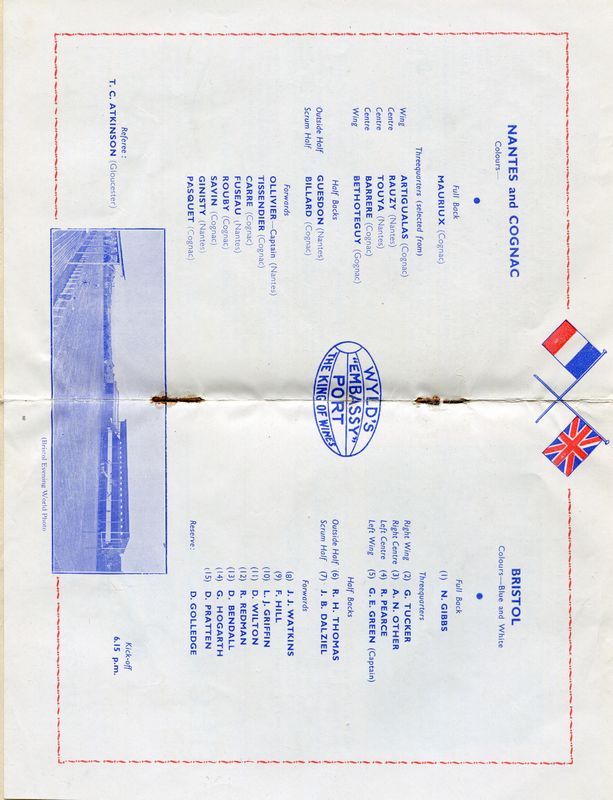 NANTES and COGNAC
Colours—
Full Back
MAURIUX (Cognac)
Threequarters (selected from)
Wing ARTIGUALAS (Cognac)
Centre RAUZY (Nantes)
Centre TOUYA (Nantes)
Centre BARRERE (Cognac)
Wing BETHOTEGUY (Gognac)
Half Backs
Outside Half GUESDON (Nantes)
Scrum Half BILLARD (Cognac)
Forwards
OLLIVIER—Captain (Nantes)
TISSENDIER (Cognac)
CARRE (Cognac)
FUSEAU (Nantes)
ROUBY (Cognac)
SAVIN (Cognac)
GINISTY (Nantes)
PASQUET (Cognac)
Referee:
T. C. ATKINSON (Gloucester)
WYLD'S
"EMBASSY"
PORT
THE KING OF WINES
BRISTOL
Colours—Blue and White
Full Back
(1) N. GIBBS
Threequarters
Right Wing (2) G. TUCKER
Right Centre (3) A. N. OTHER
Left Centre (4) R. PEARCE
Left Wing (5) G. E. GREEN (Captain)
Half Backs
Outside Half (6) R. H. THOMAS
Scrum Half (7) J. B. DALZIEL
Forwards
(8) J. J. WATKINS
(9) F. HILL
(10) L. J. GRIFFIN
(11) D. WILTON
(12) R. REDMAN
(13) D. BENDALL
(14) G. HOGARTH
(15) D. PRATTEN
Reserve: D. GOLLEDGE
Kick-off
6.15 p.m.
(Bristol Evening World Photo